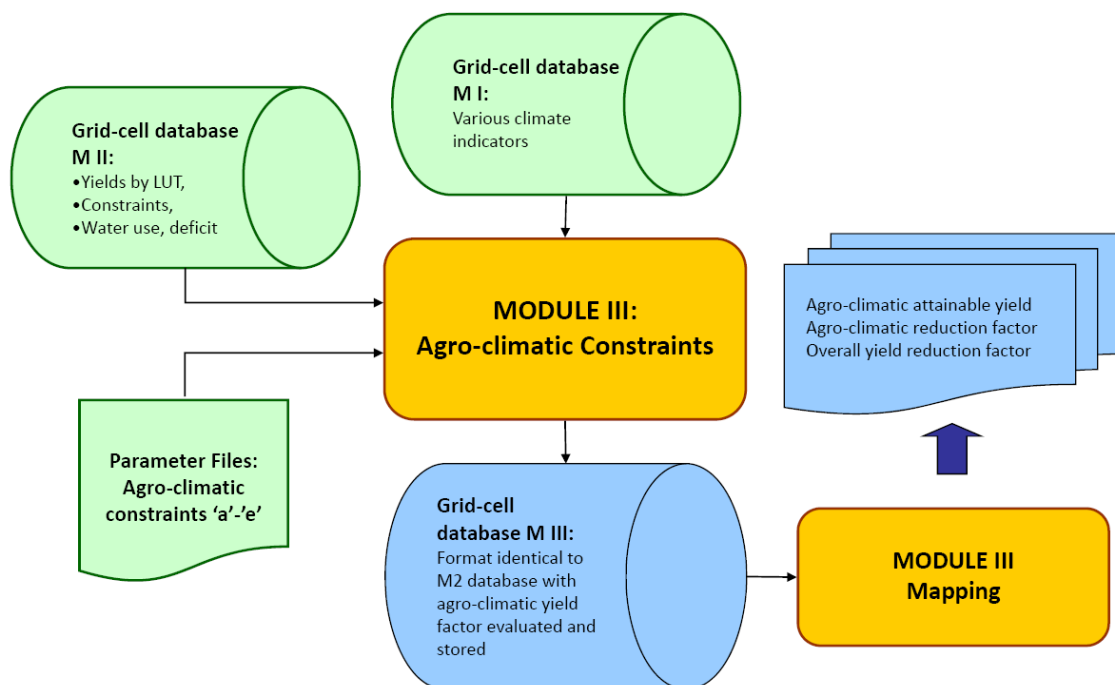 Grid-cell database
M I:
Various climate
indicators
Grid-cell database
M II:
•Yields by LUT,
•Constraints,
•Water use, deficit
MODULE III:
Agro-climatic Constraints
Agro-climatic attainable yield
Agro-climatic reduction factor
Overall yield reduction factor
Parameter Files:
Agro-climatic
constraints ‘a’-’e’
Grid-cell
database M III:
Format identical to
M2 database with
agro-climatic yield
factor evaluated and
stored
MODULE III
Mapping